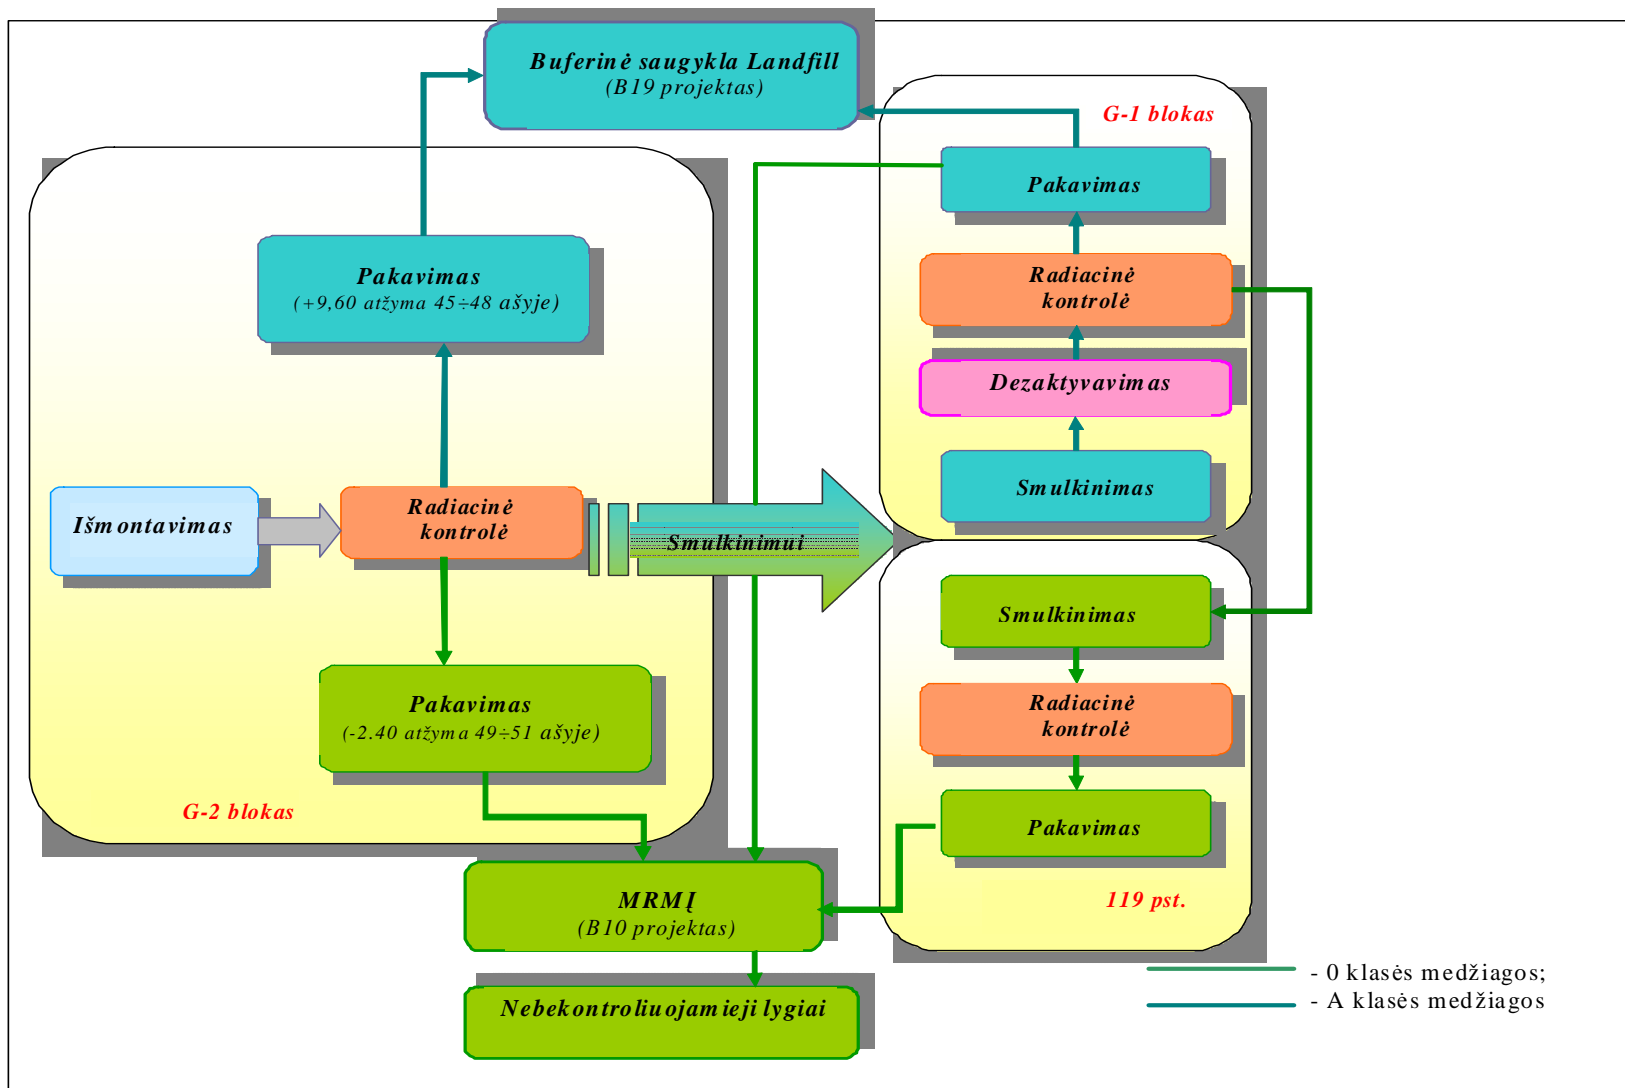 Buferinė saugykla Landfill
(B19 projektas)
G-1 blokas
Pakavimas
Radiacinė
kontrolė
Dezaktyvavimas
Smulkinimas
Pakavimas
(+9,60 atžyma 45÷48 ašyje)
Išmontavimas
Radiacinė
kontrolė
Smulkinimui
Pakavimas
(-2.40 atžyma 49÷51 ašyje)
G-2 blokas
Smulkinimas
Radiacinė
kontrolė
Pakavimas
119 pst.
MRMĮ
(B10 projektas)
Nebekontroliuojamieji lygiai
- 0 klasės medžiagos;
- A klasės medžiagos